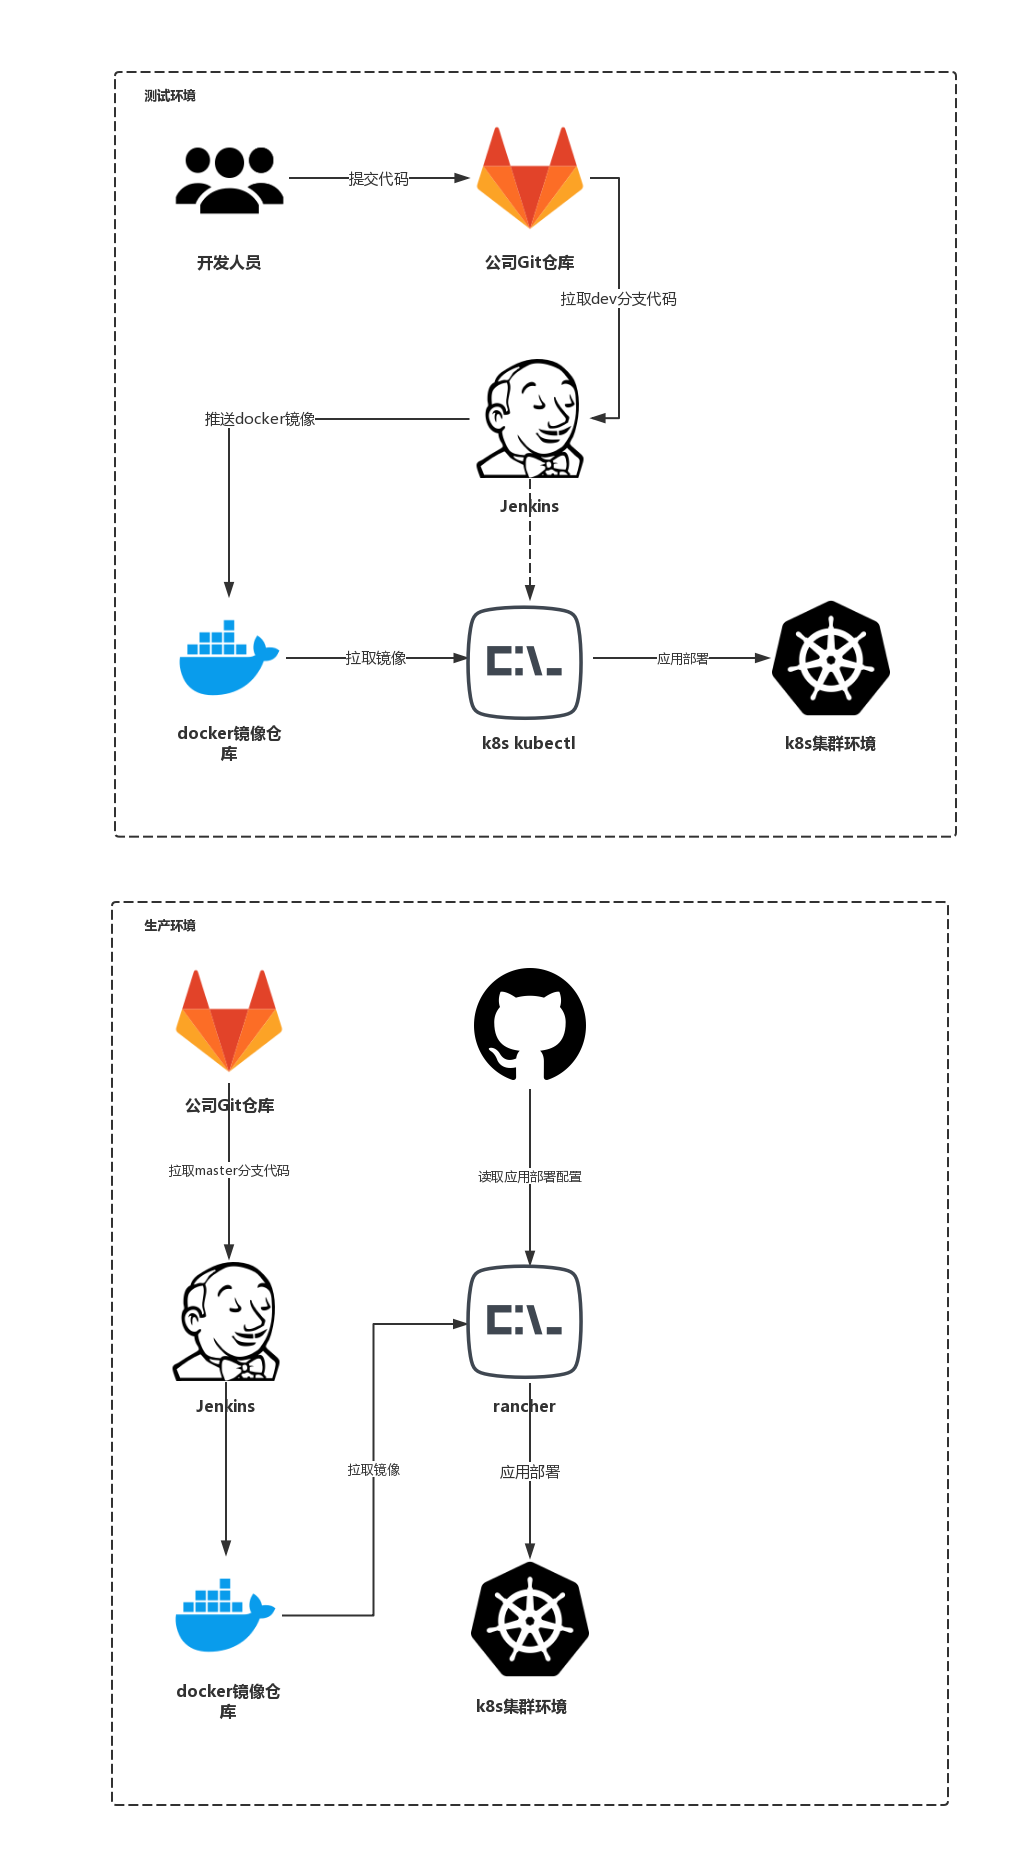 测试环境
提交代码
开发人员
公司Git仓库
拉取dev分支代码
推送docker镜像
Jenkins
拉取镜像
应用部署
docker镜像仓
库
k8s kubectl
k8s集群环境
生产环境
公司Git仓库
拉取master分支代码
读取应用部署配置
Jenkins
rancher
拉取镜像
应用部署
docker镜像仓
库
k8s集群环境